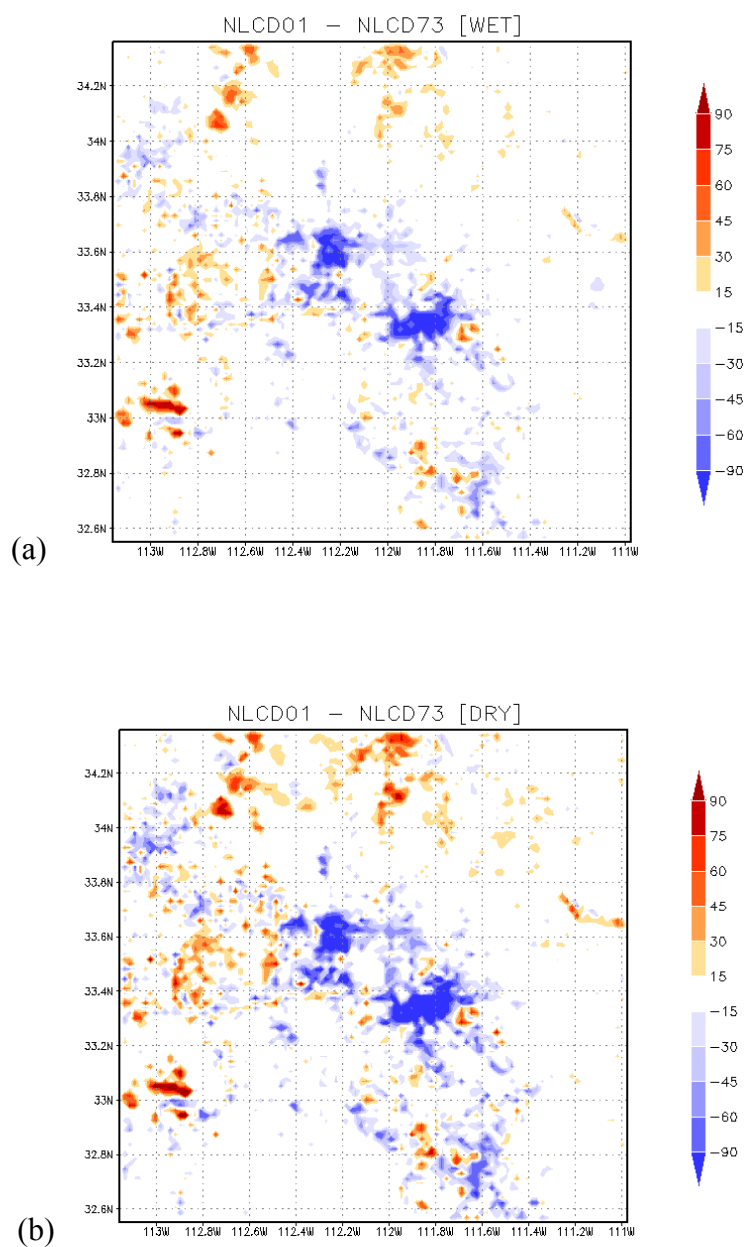 NLCD01 − NLCD73 [WET]
34.2N
34N
33.8N
33.6N
33.4N
33.2N
33N
32.8N
32.6N
113W 112.8W 112.6W 112.4W 112.2W 112W 111.8W 111.6W 111.4W 111.2W 111W
90
75
60
45
30
15
−15
−30
−45
−60
−90
(a)
NLCD01 − NLCD73 [DRY]
34.2N
34N
33.8N
33.6N
33.4N
33.2N
33N
32.8N
32.6N
113W 112.8W 112.6W 112.4W 112.2W 112W 111.8W 111.6W 111.4W 111.2W 111W
90
75
60
45
30
15
−15
−30
−45
−60
−90
(b)